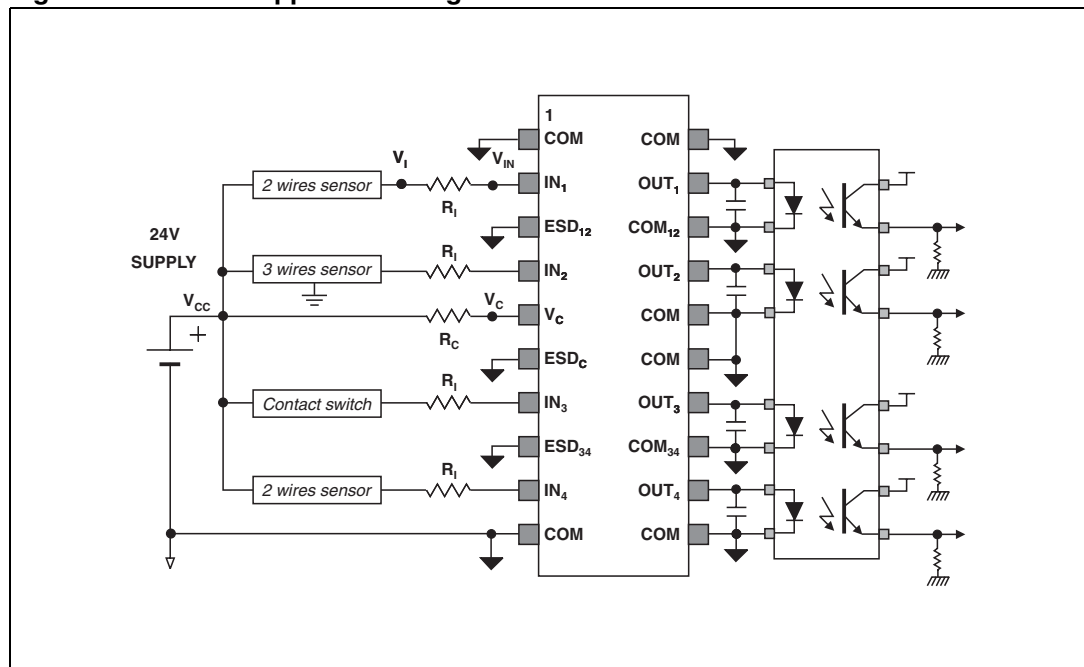 1
COM
COM
V_I
V_IN
2 wires sensor
R_I
IN_1
OUT_1
ESD_12
COM_12
24V
SUPPLY
R_I
3 wires sensor
IN_2
OUT_2
V_CC
+
V_C
R_C
V_C
COM
ESD_C
COM
R_I
Contact switch
IN_3
OUT_3
ESD_34
COM_34
R_I
2 wires sensor
IN_4
OUT_4
COM
COM